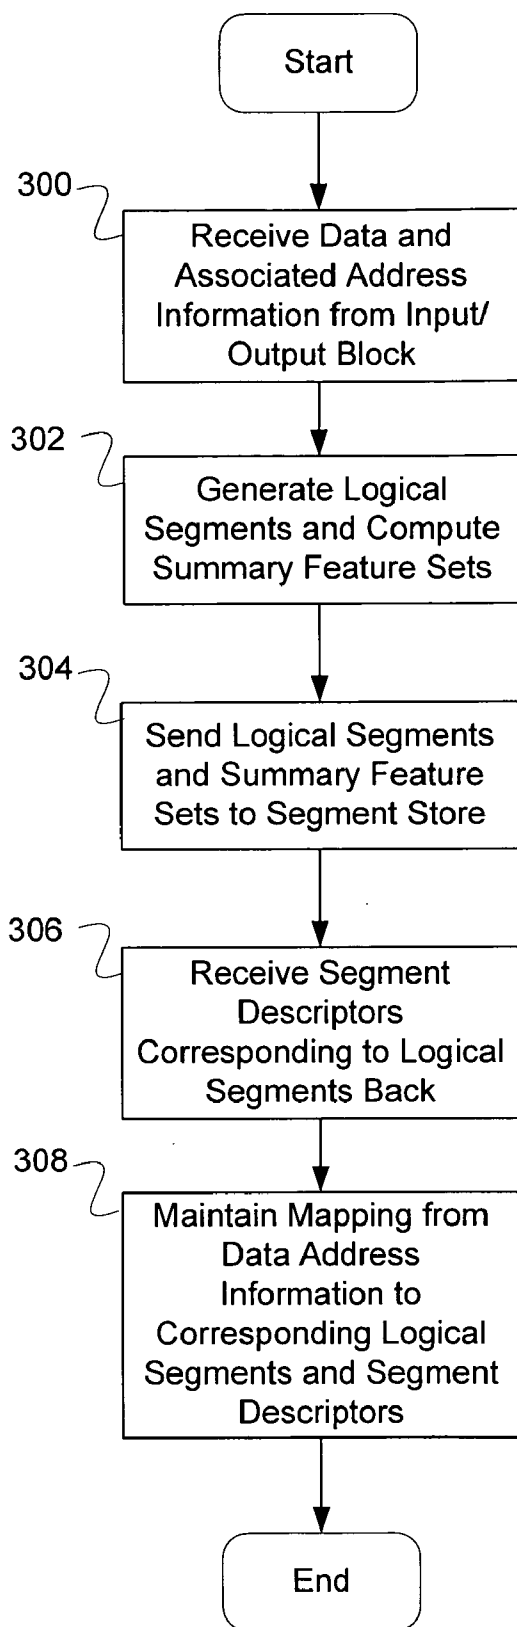 Start
300
Receive Data and
Associated Address
Information from Input/
Output Block
302
Generate Logical
Segments and Compute
Summary Feature Sets
304
Send Logical Segments
and Summary Feature
Sets to Segment Store
306
Receive Segment
Descriptors
Corresponding to Logical
Segments Back
308
Maintain Mapping from
Data Address
Information to
Corresponding Logical
Segments and Segment
Descriptors
End